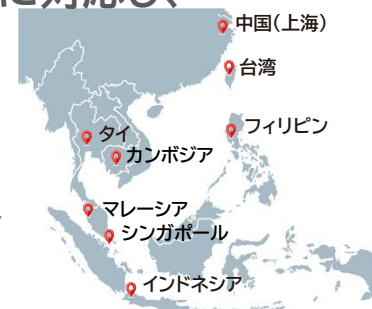 に対応し、
中国(上海)
台湾
フィリピン
タイ
カンボジア
マレーシア
シンガポール
インドネシア